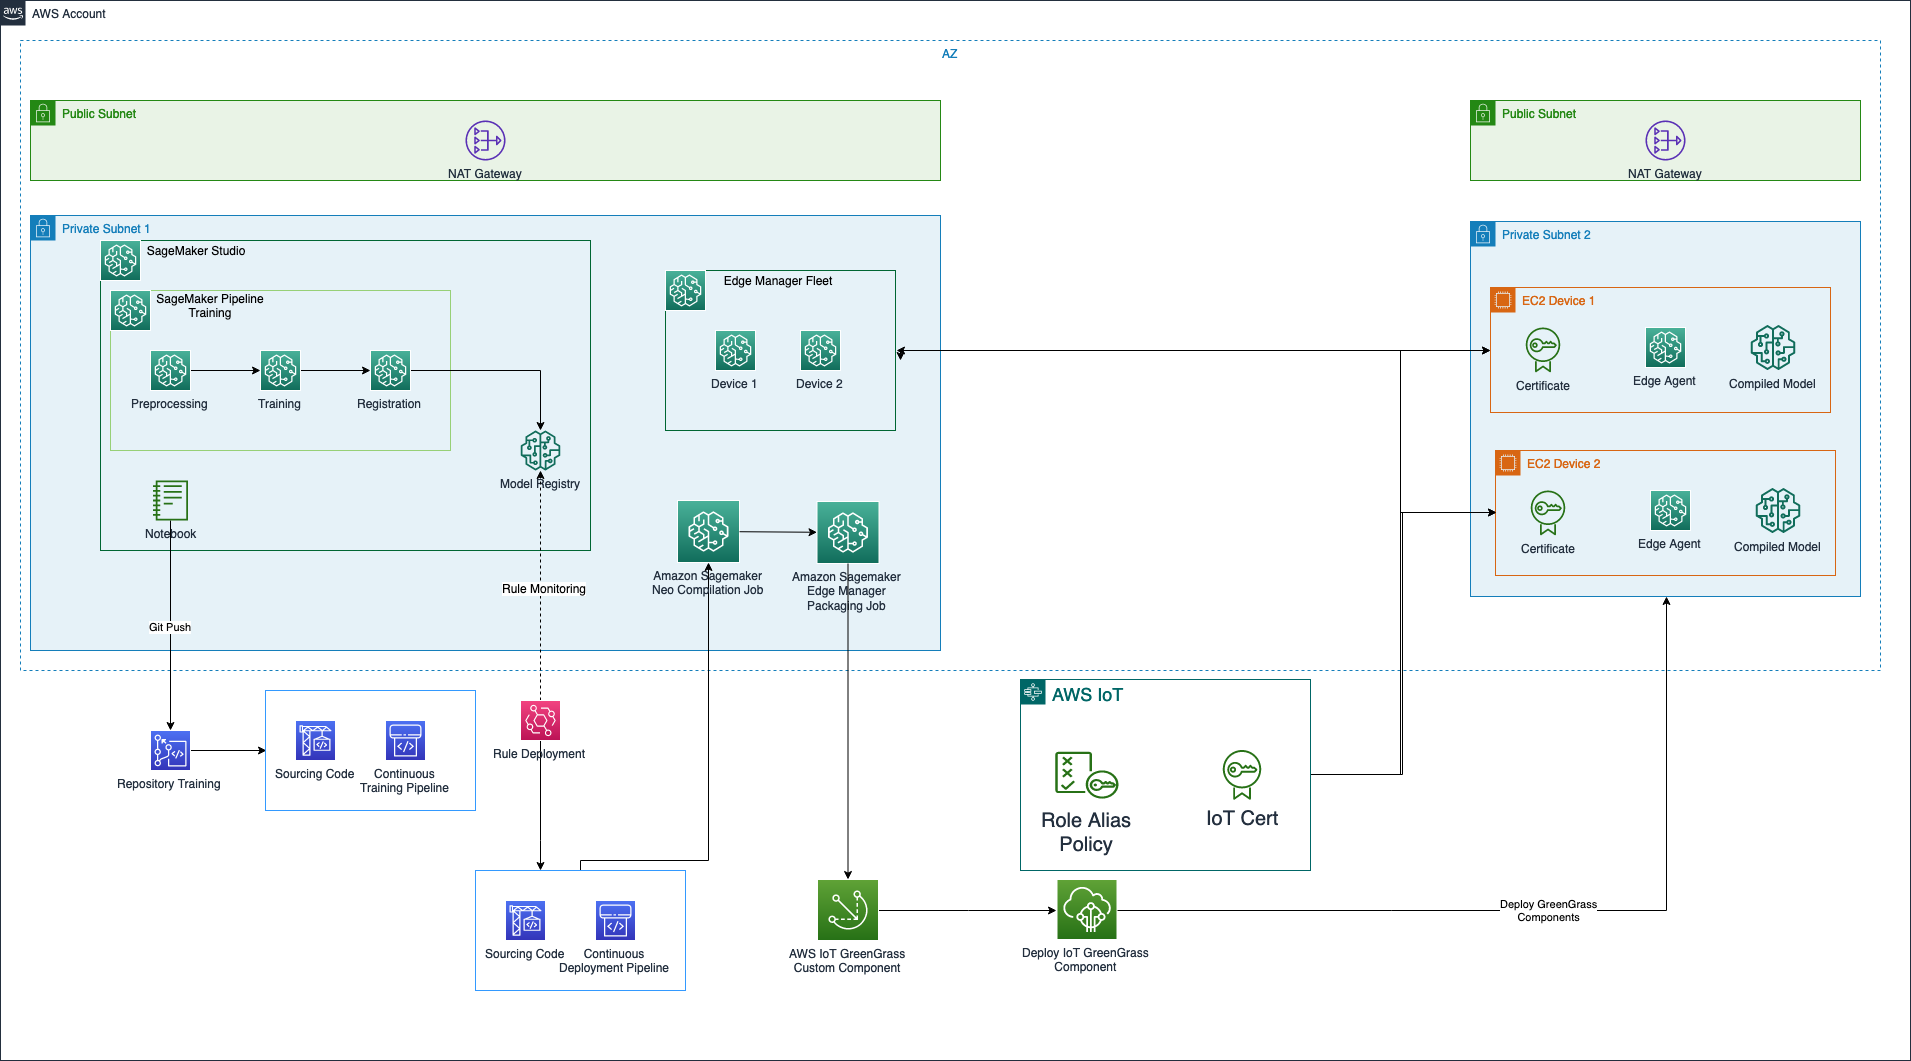 aws
AWS Account
AZ
Public Subnet
NAT Gateway
Public Subnet
NAT Gateway
Private Subnet 1
SageMaker Studio
SageMaker Pipeline
Training
Preprocessing
Training
Registration
Model Registry
Notebook
Edge Manager Fleet
Device 1
Device 2
Amazon Sagemaker
Neo Compilation Job
Amazon Sagemaker
Edge Manager
Packaging Job
Rule Monitoring
Git Push
Private Subnet 2
EC2 Device 1
Certificate
Edge Agent
Compiled Model
EC2 Device 2
Certificate
Edge Agent
Compiled Model
Repository Training
Sourcing Code
Continuous
Training Pipeline
Rule Deployment
Sourcing Code
Continuous
Deployment Pipeline
AWS IoT
Role Alias
Policy
IoT Cert
AWS IoT GreenGrass
Custom Component
Deploy IoT GreenGrass
Component
Deploy GreenGrass
Components